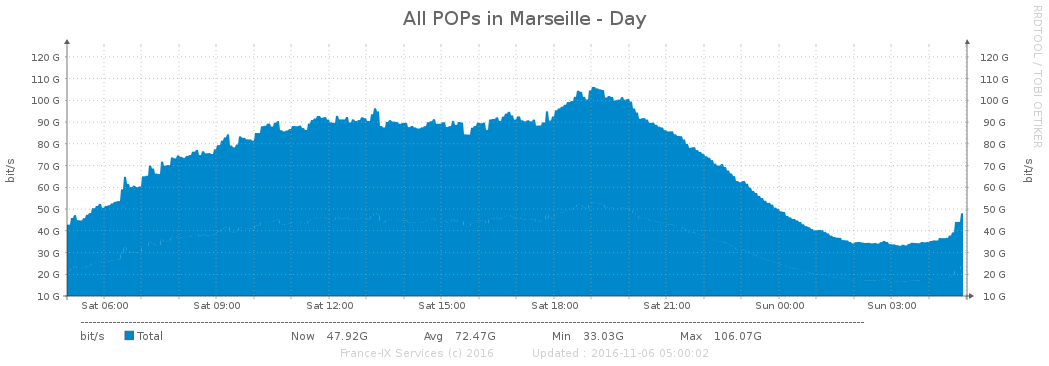 All POPs in Marseille - Day
RRDTOOL / TOBI OETIKER
bit/s
120 G
110 G
100 G
90 G
80 G
70 G
60 G
50 G
40 G
30 G
20 G
10 G
120 G
110 G
100 G
90 G
80 G
70 G
60 G
50 G
40 G
30 G
20 G
10 G
bit/s
Sat 06:00 Sat 09:00 Sat 12:00 Sat 15:00 Sat 18:00 Sat 21:00 Sun 00:00 Sun 03:00
bit/s Total Now 47.92G Avg 72.47G Min 33.03G Max 106.07G
France-IX Services (c) 2016 Updated : 2016-11-06 05:00:02